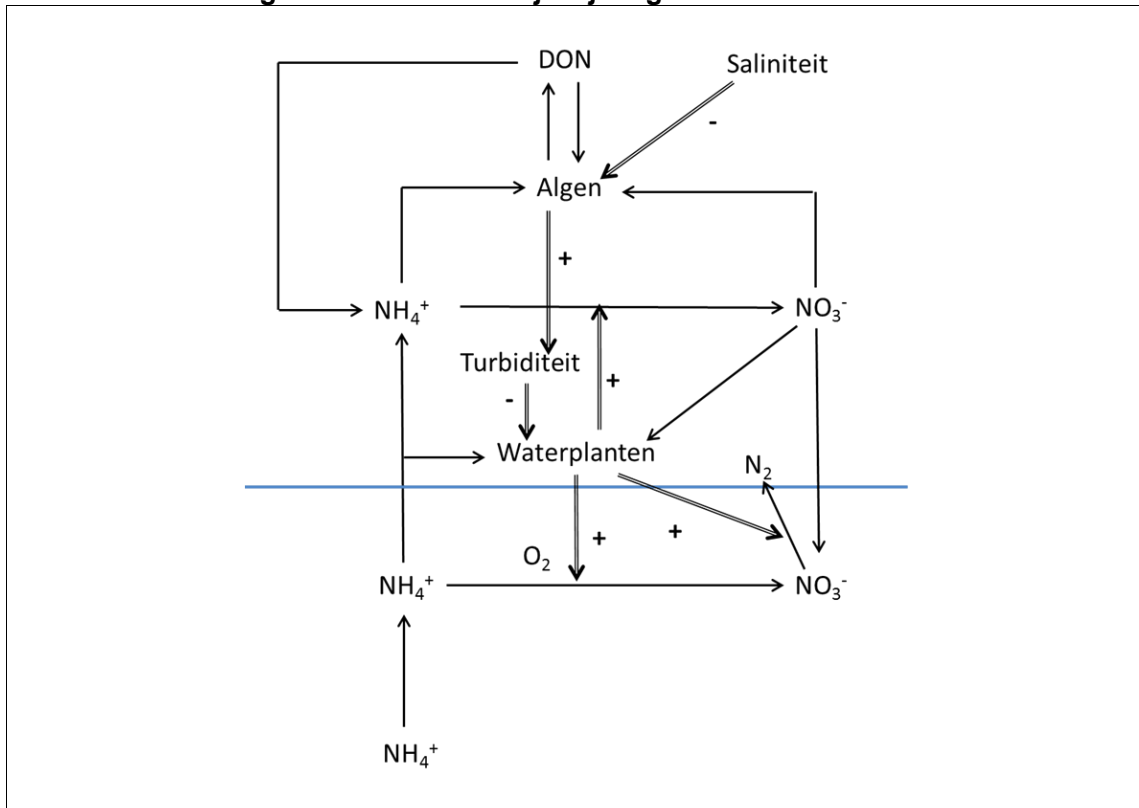 DON
Saliniteit
-
Algen
+
NH₄⁺
NO₃⁻
Turbiditeit
+
-
Waterplanten
N₂
+
+
O₂
NH₄⁺
NO₃⁻
NH₄⁺